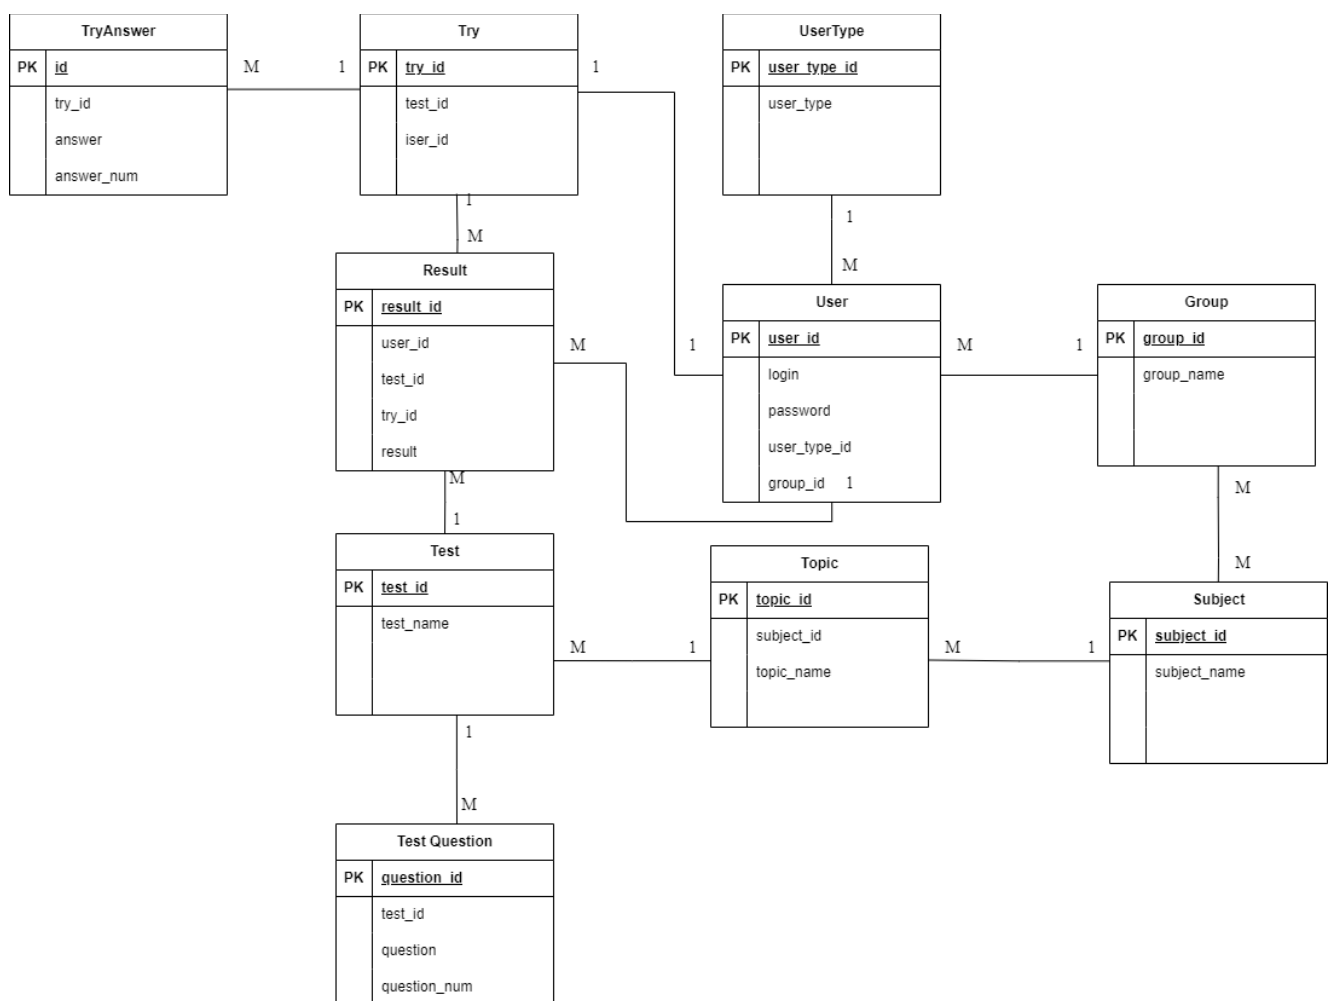 TryAnswer
PK id
try_id
answer
answer_num
M 1
Try
PK try_id
test_id
iser_id
1
1
M
UserType
PK user_type_id
user_type
1
M
Result
PK result_id
user_id
test_id
try_id
result
M 1
M
1
User
PK user_id
login
password
user_type_id
group_id 1
M 1
Group
PK group_id
group_name
M
M
Test
PK test_id
test_name
M 1
1
M
Topic
PK topic_id
subject_id
topic_name
M 1
Subject
PK subject_id
subject_name
Test Question
PK question_id
test_id
question
question_num